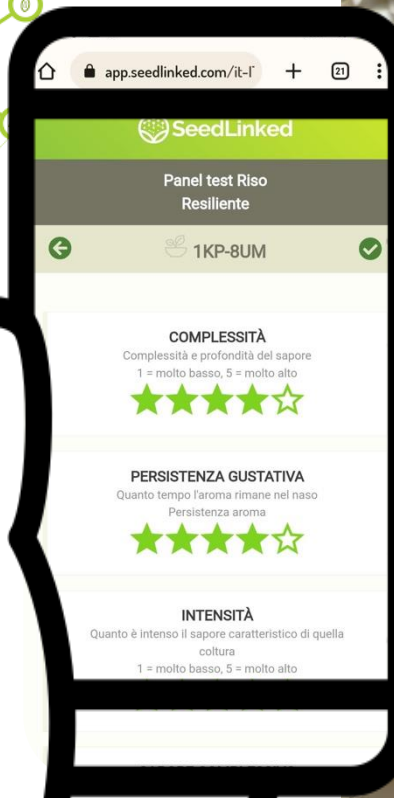 app.seedlinked.com/it-I
21
SeedLinked
Panel test Riso
Resiliente
1KP-8UM
COMPLESSITÀ
Complessità e profondità del sapore
1 = molto basso, 5 = molto alto
PERSISTENZA GUSTATIVA
Quanto tempo l'aroma rimane nel naso
Persistenza aroma
INTENSITÀ
Quanto è intenso il sapore caratteristico di quella
coltura
1 = molto basso, 5 = molto alto